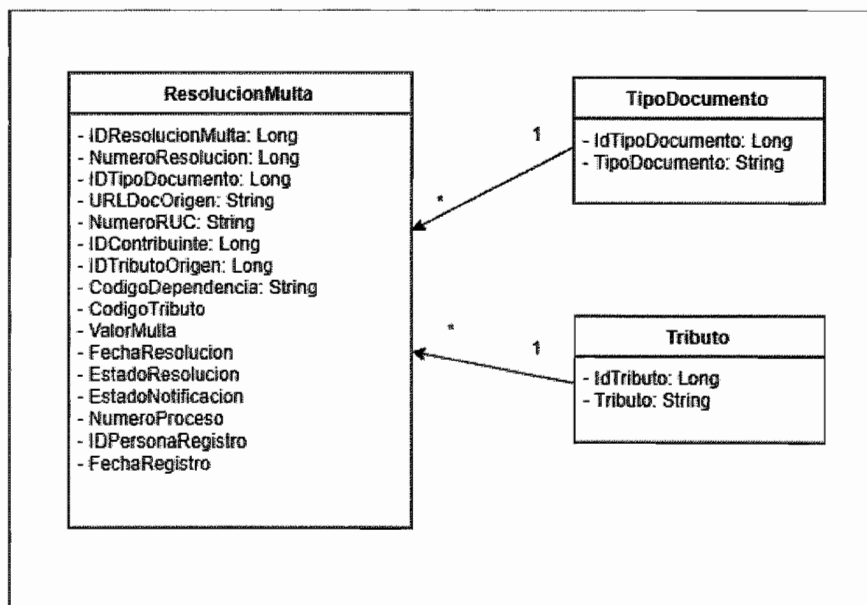 ResolucionMulta
- IDResolucionMulta: Long
- NumeroResolucion: Long
- IDTipoDocumento: Long
- URLDocOrigen: String
- NumeroRUC: String
- IDContribuinte: Long
- IDTributoOrigen: Long
- CodigoDependencia: String
- CodigoTributo
- ValorMulta
- FechaResolucion
- EstadoResolucion
- EstadoNotificacion
- NumeroProceso
- IDPersonaRegistro
- FechaRegistro
*
1
TipoDocumento
- IdTipoDocumento: Long
- TipoDocumento: String
*
1
Tributo
- IdTributo: Long
- Tributo: String